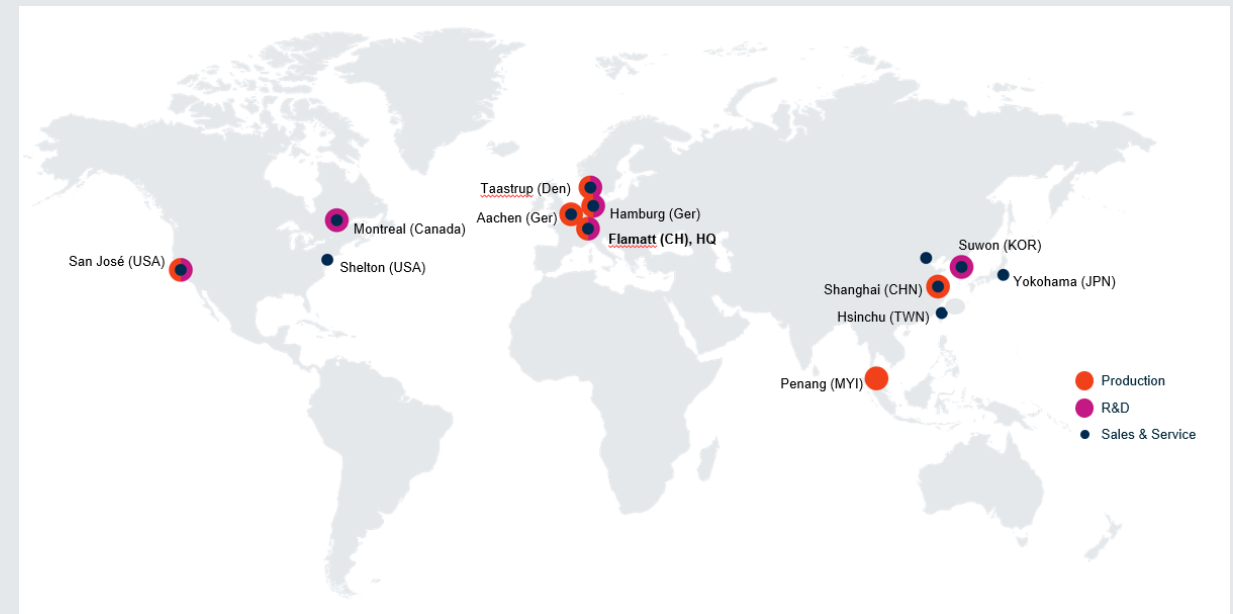 Taastrup (Den)
Aachen (Ger)
Hamburg (Ger)
Montreal (Canada)
Flamatt (CH), HQ
Suwon (KOR)
San José (USA)
Shelton (USA)
Yokohama (JPN)
Shanghai (CHN)
Hsinchu (TWN)
Penang (MYI)
Production
R&D
Sales & Service